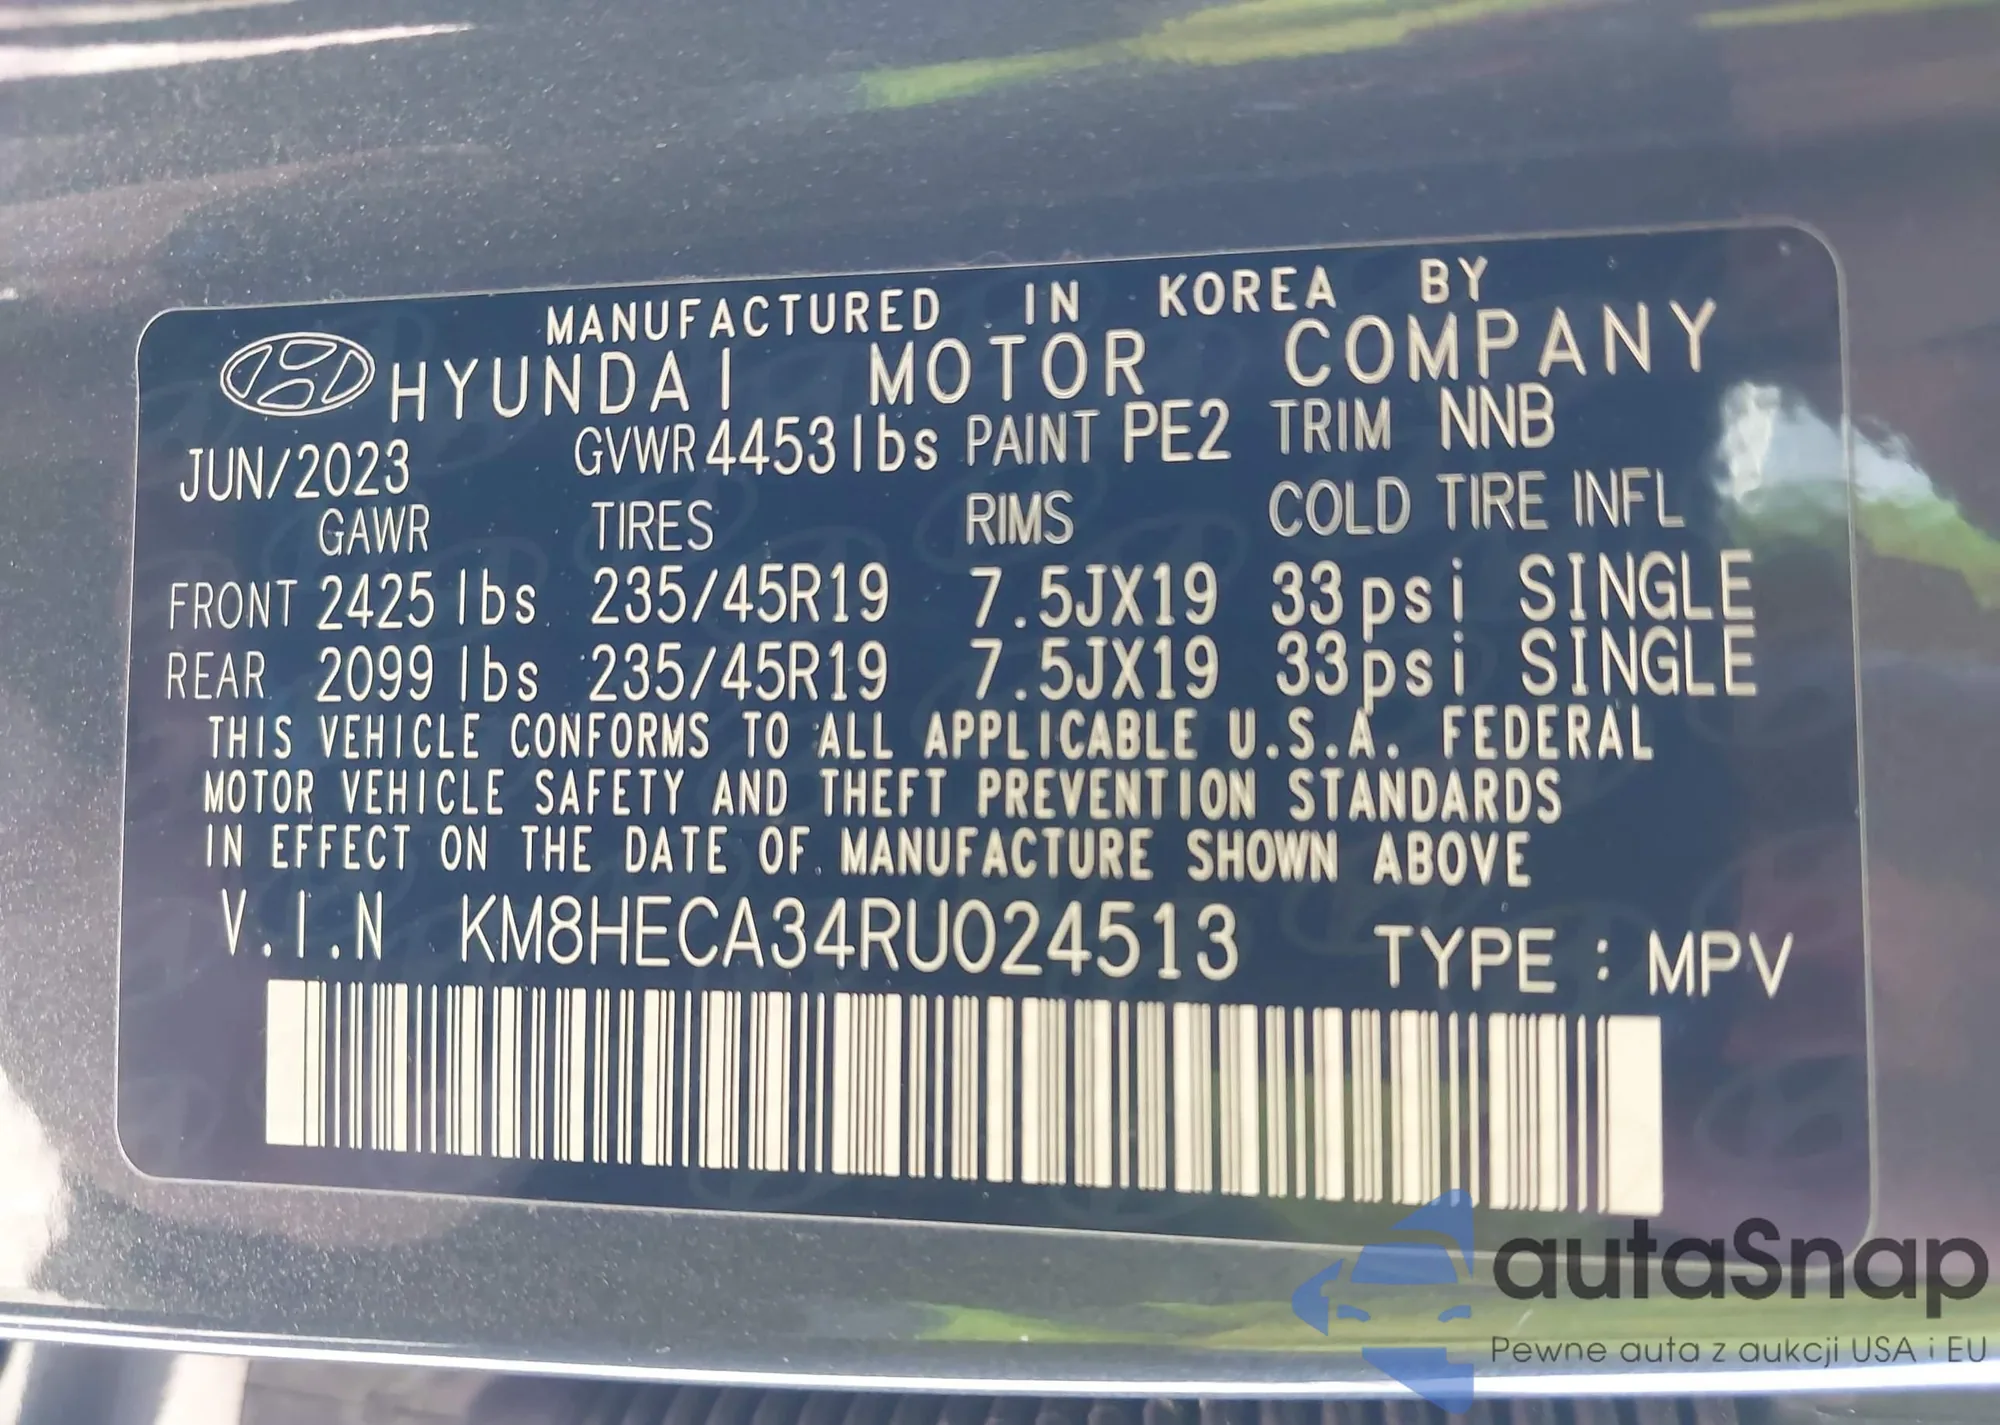 MANUFACTURED IN KOREA BY
HYUNDAI MOTOR COMPANY
JUN/2023 GVWR 4453 lbs PAINT PE2 TRIM NNB
GAWR TIRES RIMS COLD TIRE INFL
FRONT 2425 lbs 235/45R19 7.5JX19 33psi SINGLE
REAR 2099 lbs 235/45R19 7.5JX19 33psi SINGLE
THIS VEHICLE CONFORMS TO ALL APPLICABLE U.S.A. FEDERAL
MOTOR VEHICLE SAFETY AND THEFT PREVENTION STANDARDS
IN EFFECT ON THE DATE OF MANUFACTURE SHOWN ABOVE
V.I.N KM8HECA34RU024513 TYPE : MPV
autaSnap
Pewne auta z aukcji USA i EU